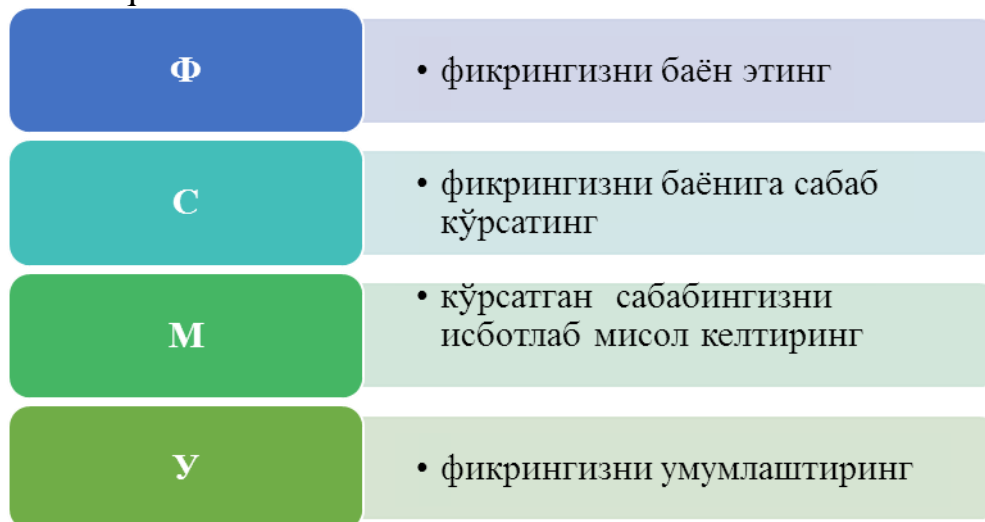 Ф
• фикрингизни баён этинг
С
• фикрингизни баёнига сабаб
кўрсатинг
М
• кўрсатган сабабингизни
исботлаб мисол келтиринг
У
• фикрингизни умумлаштиринг